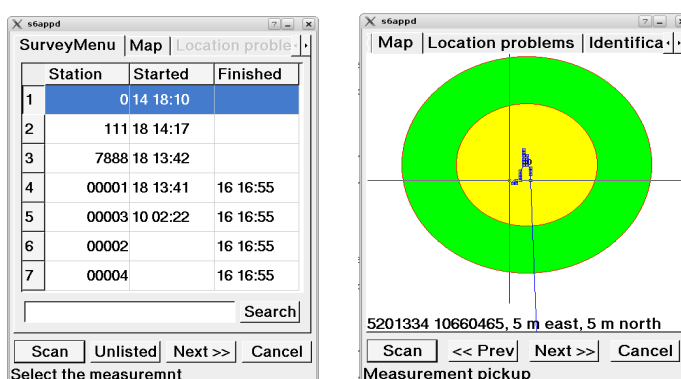 s6appd
SurveyMenu Map Location proble
Station Started Finished
1 0 14 18:10
2 111 18 14:17
3 7888 18 13:42
4 00001 18 13:41 16 16:55
5 00003 10 02:22 16 16:55
6 00002 16 16:55
7 00004 16 16:55
Search
Scan Unlisted Next >> Cancel
Select the measuremnt
s6appd
Map Location problems Identifica
5201334 10660465, 5 m east, 5 m north
Scan << Prev Next >> Cancel
Measurement pickup